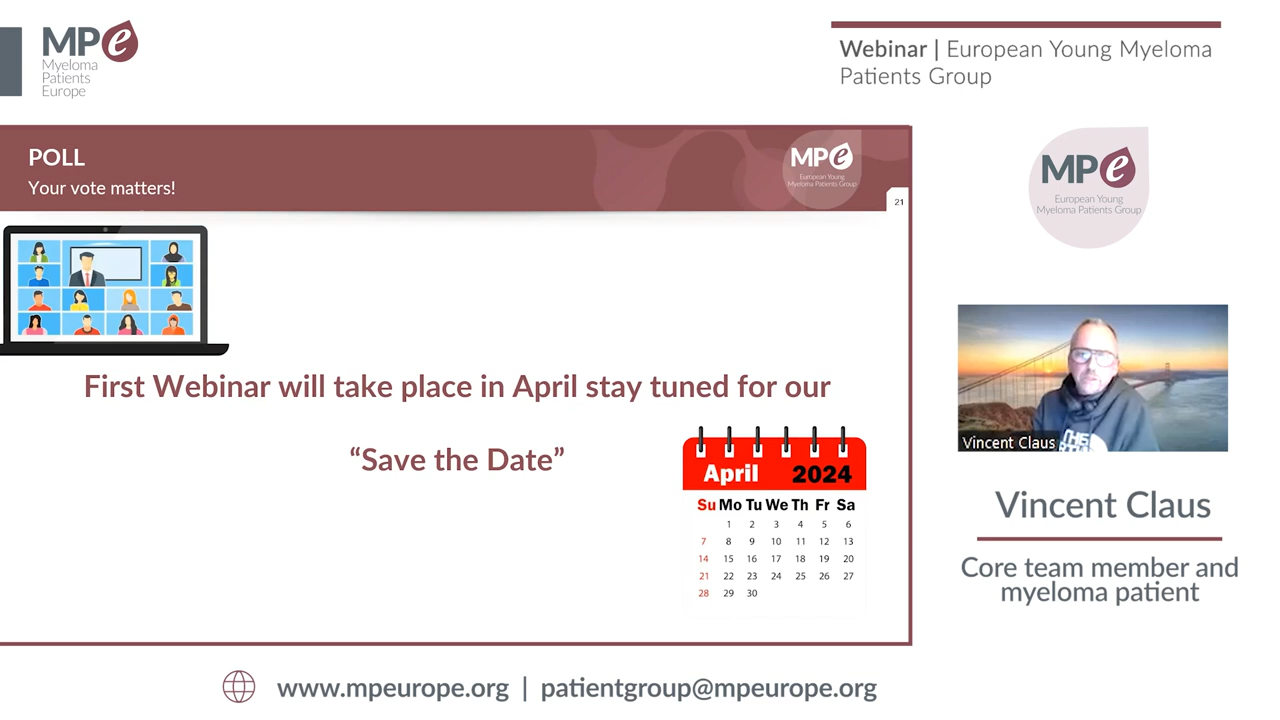 MPe
Myeloma
Patients
Europe
Webinar | European Young Myeloma
Patients Group
POLL
Your vote matters!
MPe
European Young
Myeloma Patients Group
21
MPe
European Young
Myeloma Patients Group
First Webinar will take place in April stay tuned for our
“Save the Date”
April 2024
Su Mo Tu We Th Fr Sa
1 2 3 4 5 6
7 8 9 10 11 12 13
14 15 16 17 18 19 20
21 22 23 24 25 26 27
28 29 30
THE
Vincent Claus
Vincent Claus
Core team member and
myeloma patient
www.mpeurope.org | patientgroup@mpeurope.org